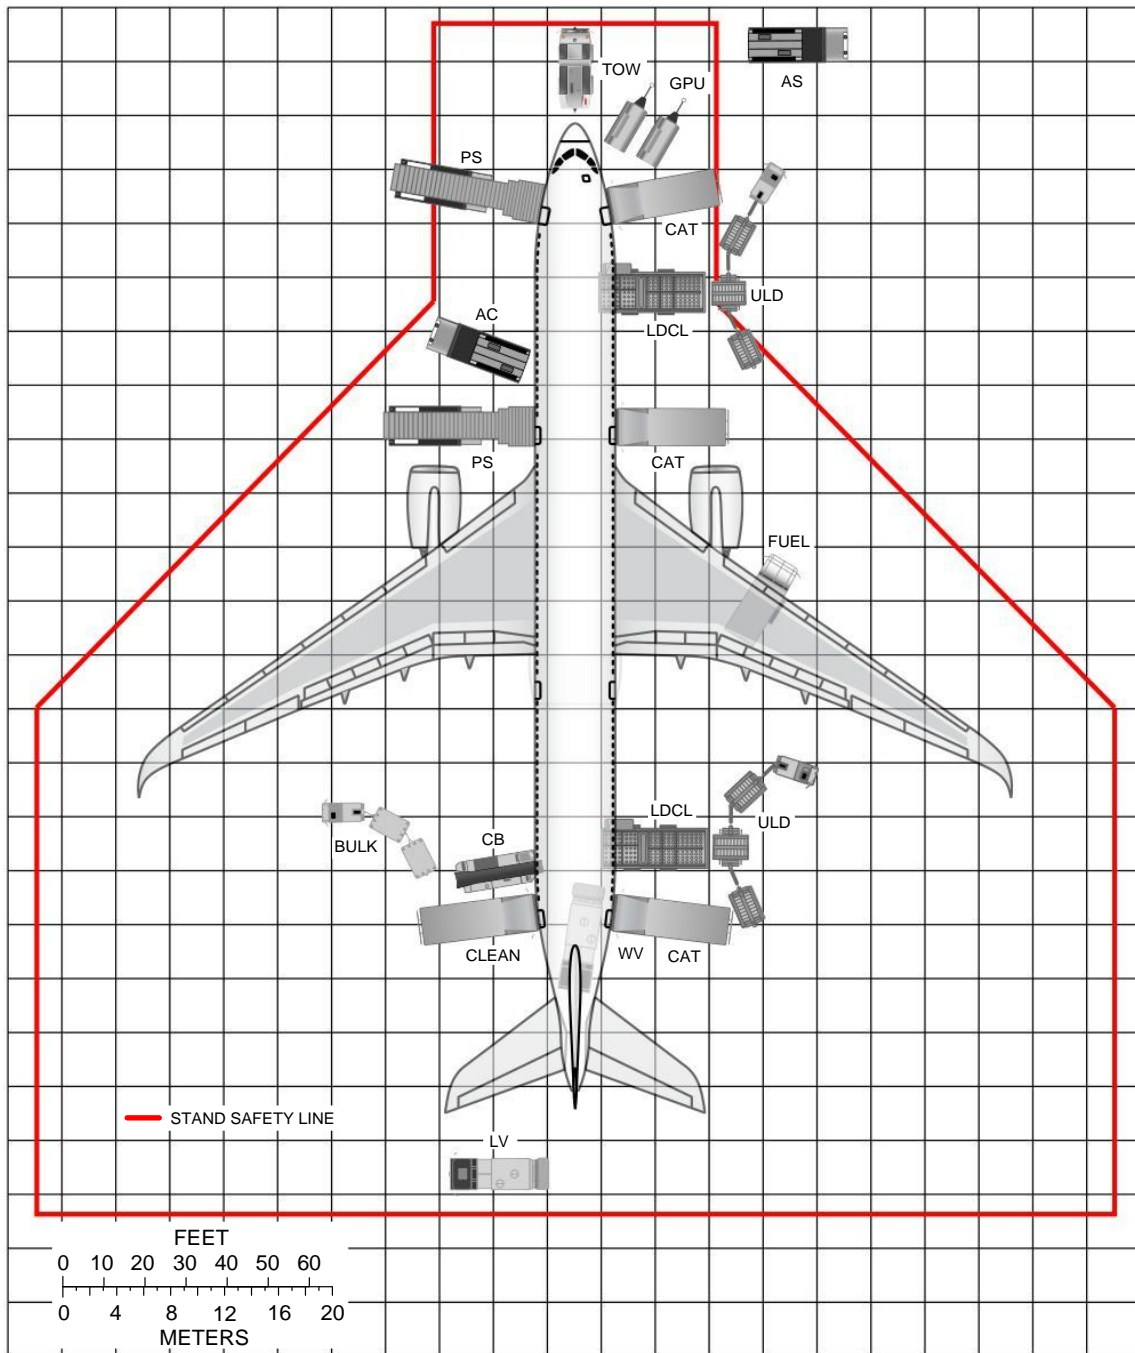 TOW
GPU
AS
PS
CAT
ULD
LDCL
AC
PS
CAT
FUEL
LDCL
ULD
CB
BULK
CLEAN
WV
CAT
STAND SAFETY LINE
LV
FEET
0 10 20 30 40 50 60
0 4 8 12 16 20
METERS